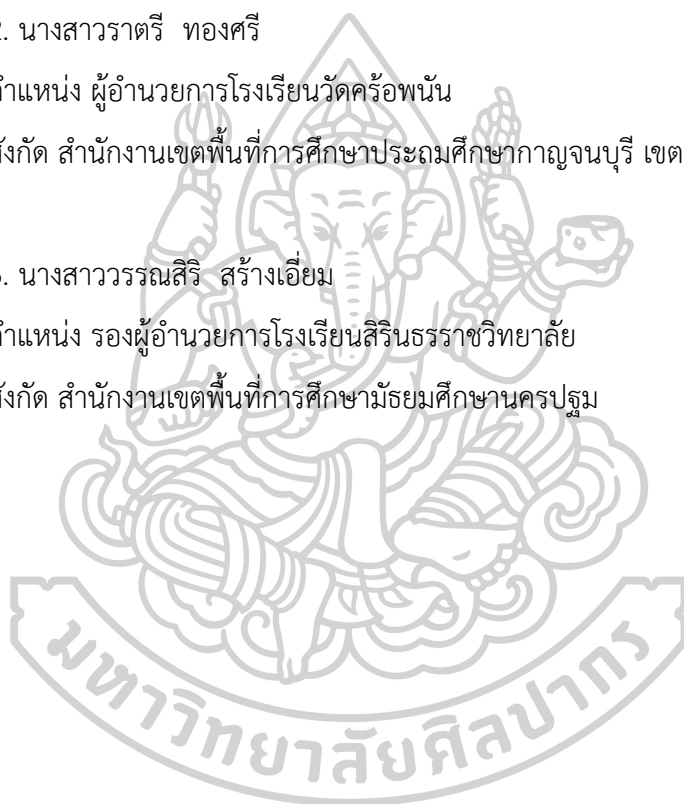 2. นางสาวราตรี ทองศรี
ตำแหน่ง ผู้อำนวยการโรงเรียนวัดคร้อพนัน
สังกัด สำนักงานเขตพื้นที่การศึกษาประถมศึกษากาญจนบุรี เขต
3. นางสาววรรณสิริ สร้างเอี่ยม
ตำแหน่ง รองผู้อำนวยการโรงเรียนสิรินธรราชวิทยาลัย
สังกัด สำนักงานเขตพื้นที่การศึกษามัธยมศึกษานครปฐม
มหาวิทยาลัยศิลปากร